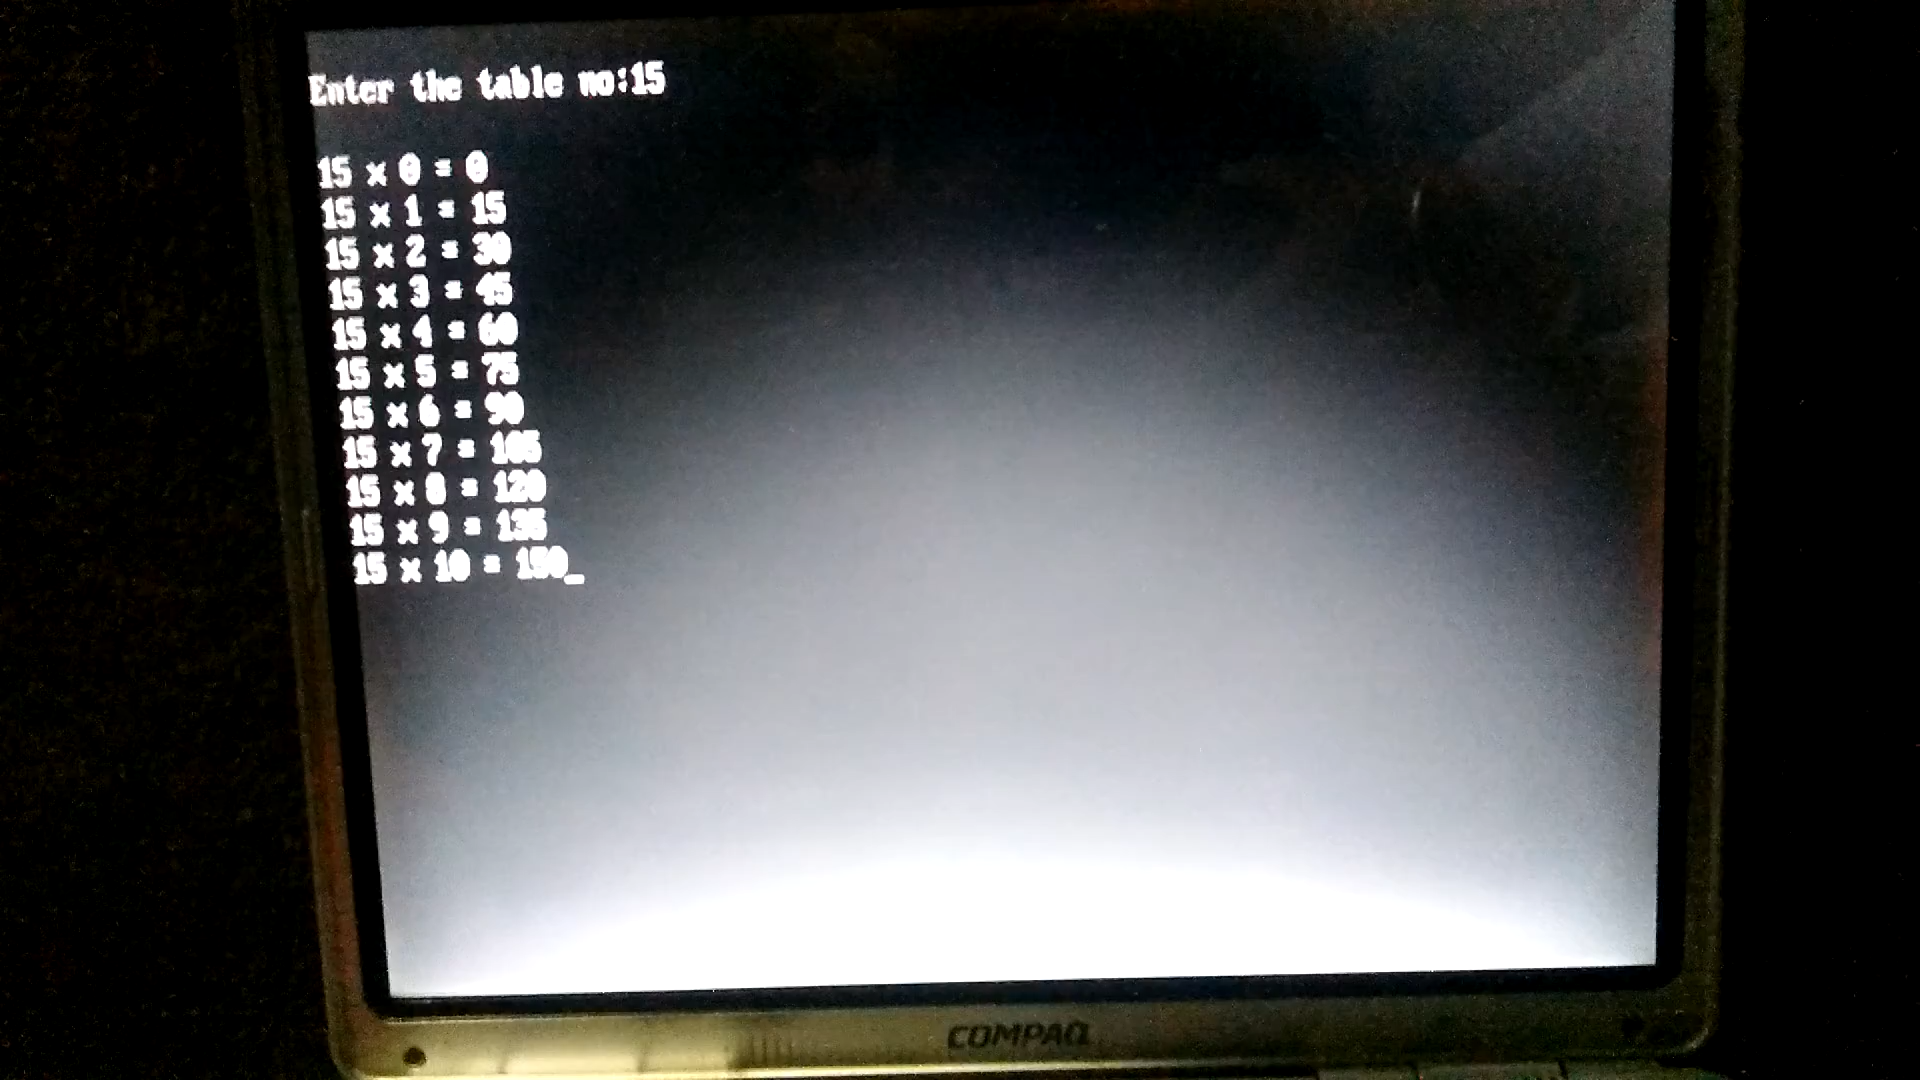 Enter the table no:15
15 x 0 = 0
15 x 1 = 15
15 x 2 = 30
15 x 3 = 45
15 x 4 = 60
15 x 5 = 75
15 x 6 = 90
15 x 7 = 105
15 x 8 = 120
15 x 9 = 135
15 x 10 = 150_
COMPAQ